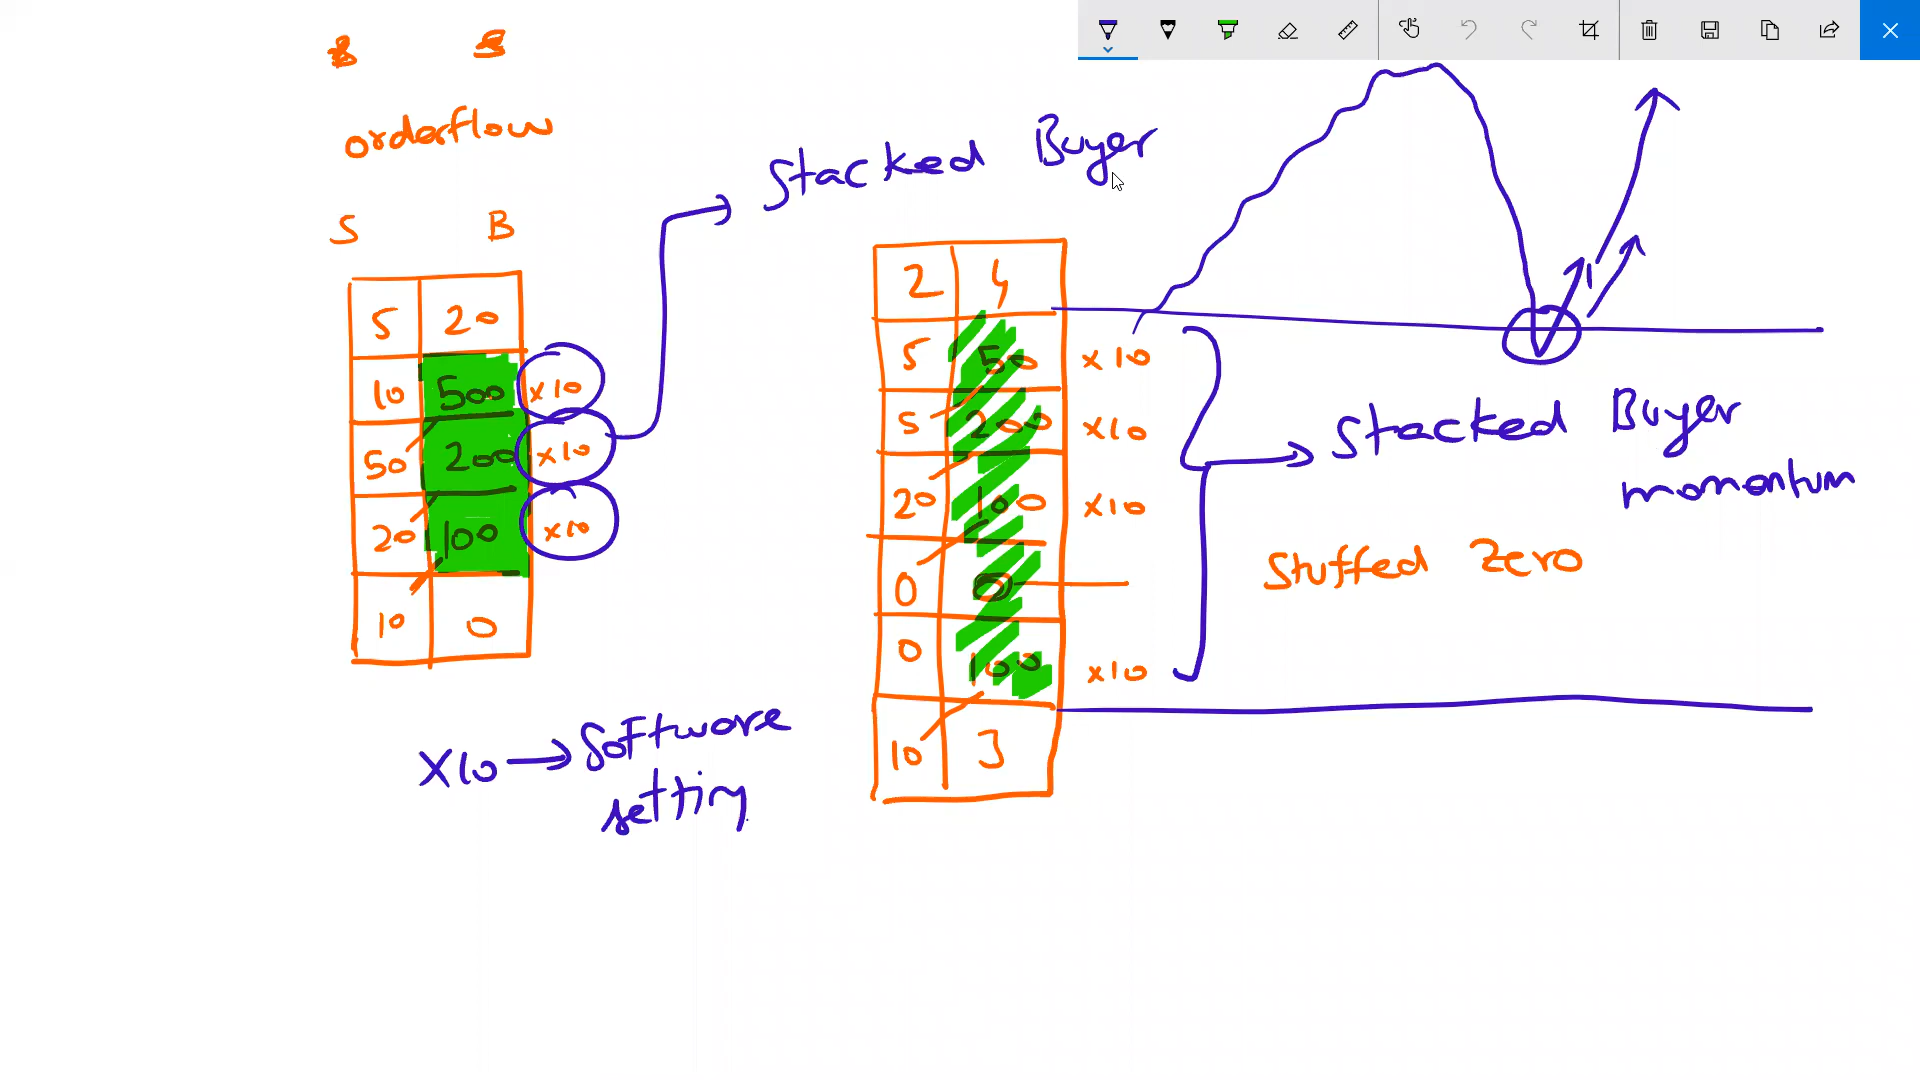 orderflow
S B
5 20
10 500 x10
50 200 x10
20 100 x10
10 0
X10 → Software
setting
Stacked Buyer
2 4
5 50 x10
5 200 x10
20 100 x10
0 0
0 100 x10
10 3
Stacked Buyer
momentum
Stuffed Zero